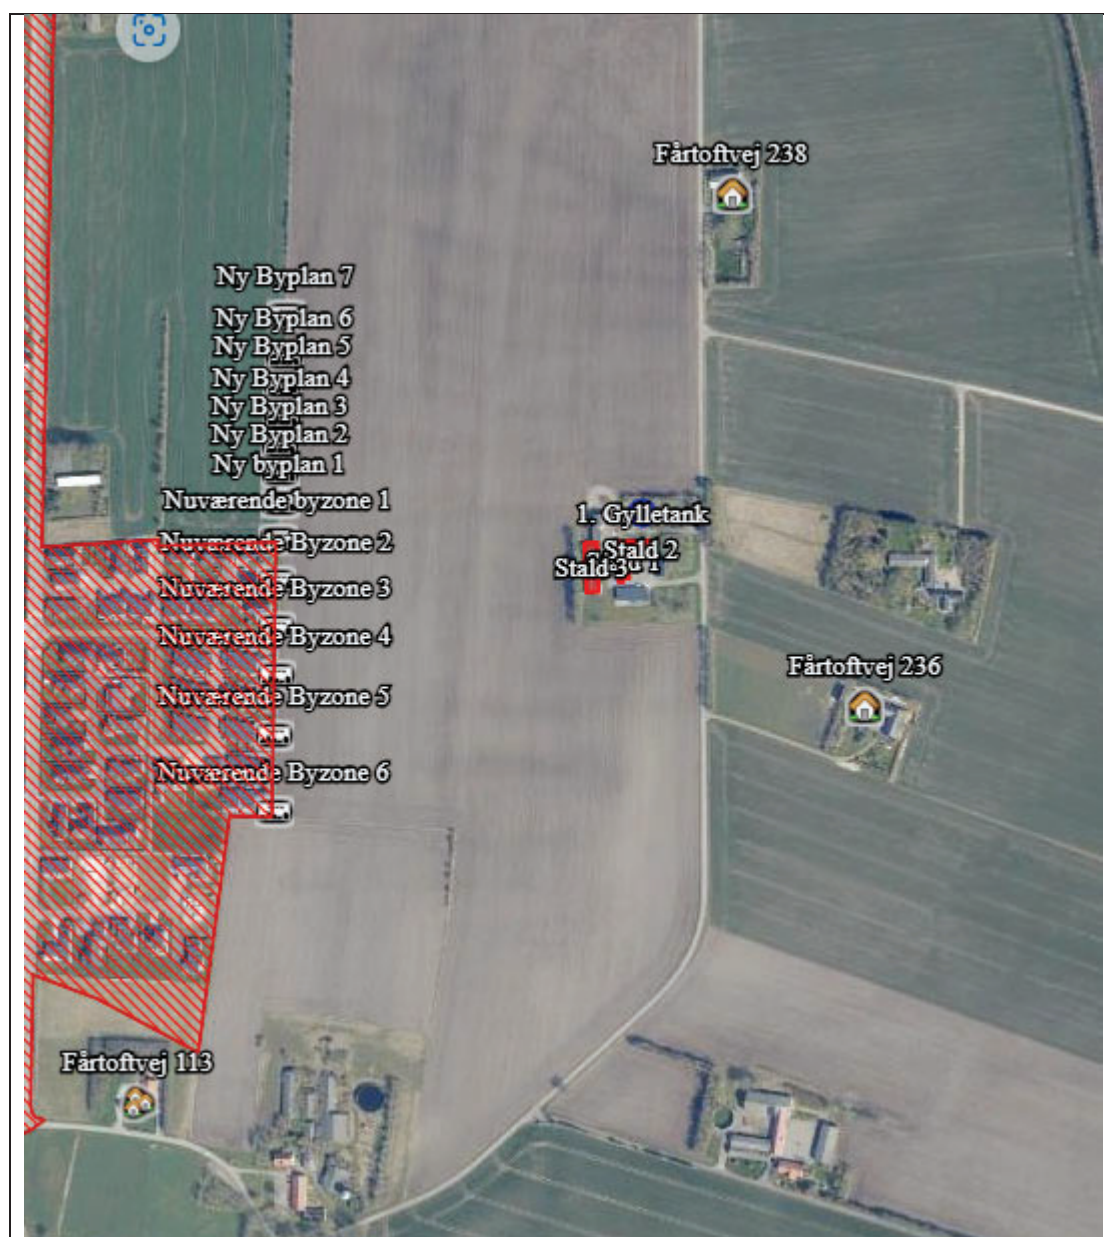 Fårtoftvej 238
Ny Byplan 7
Ny Byplan 6
Ny Byplan 5
Ny Byplan 4
Ny Byplan 3
Ny Byplan 2
Ny byplan 1
Nuværende byzone 1
1. Gylletank
Nuværende Byzone 2
Stald 2
Stald 3
Nuværende Byzone 3
Nuværende Byzone 4
Fårtoftvej 236
Nuværende Byzone 5
Nuværende Byzone 6
Fårtoftvej 113